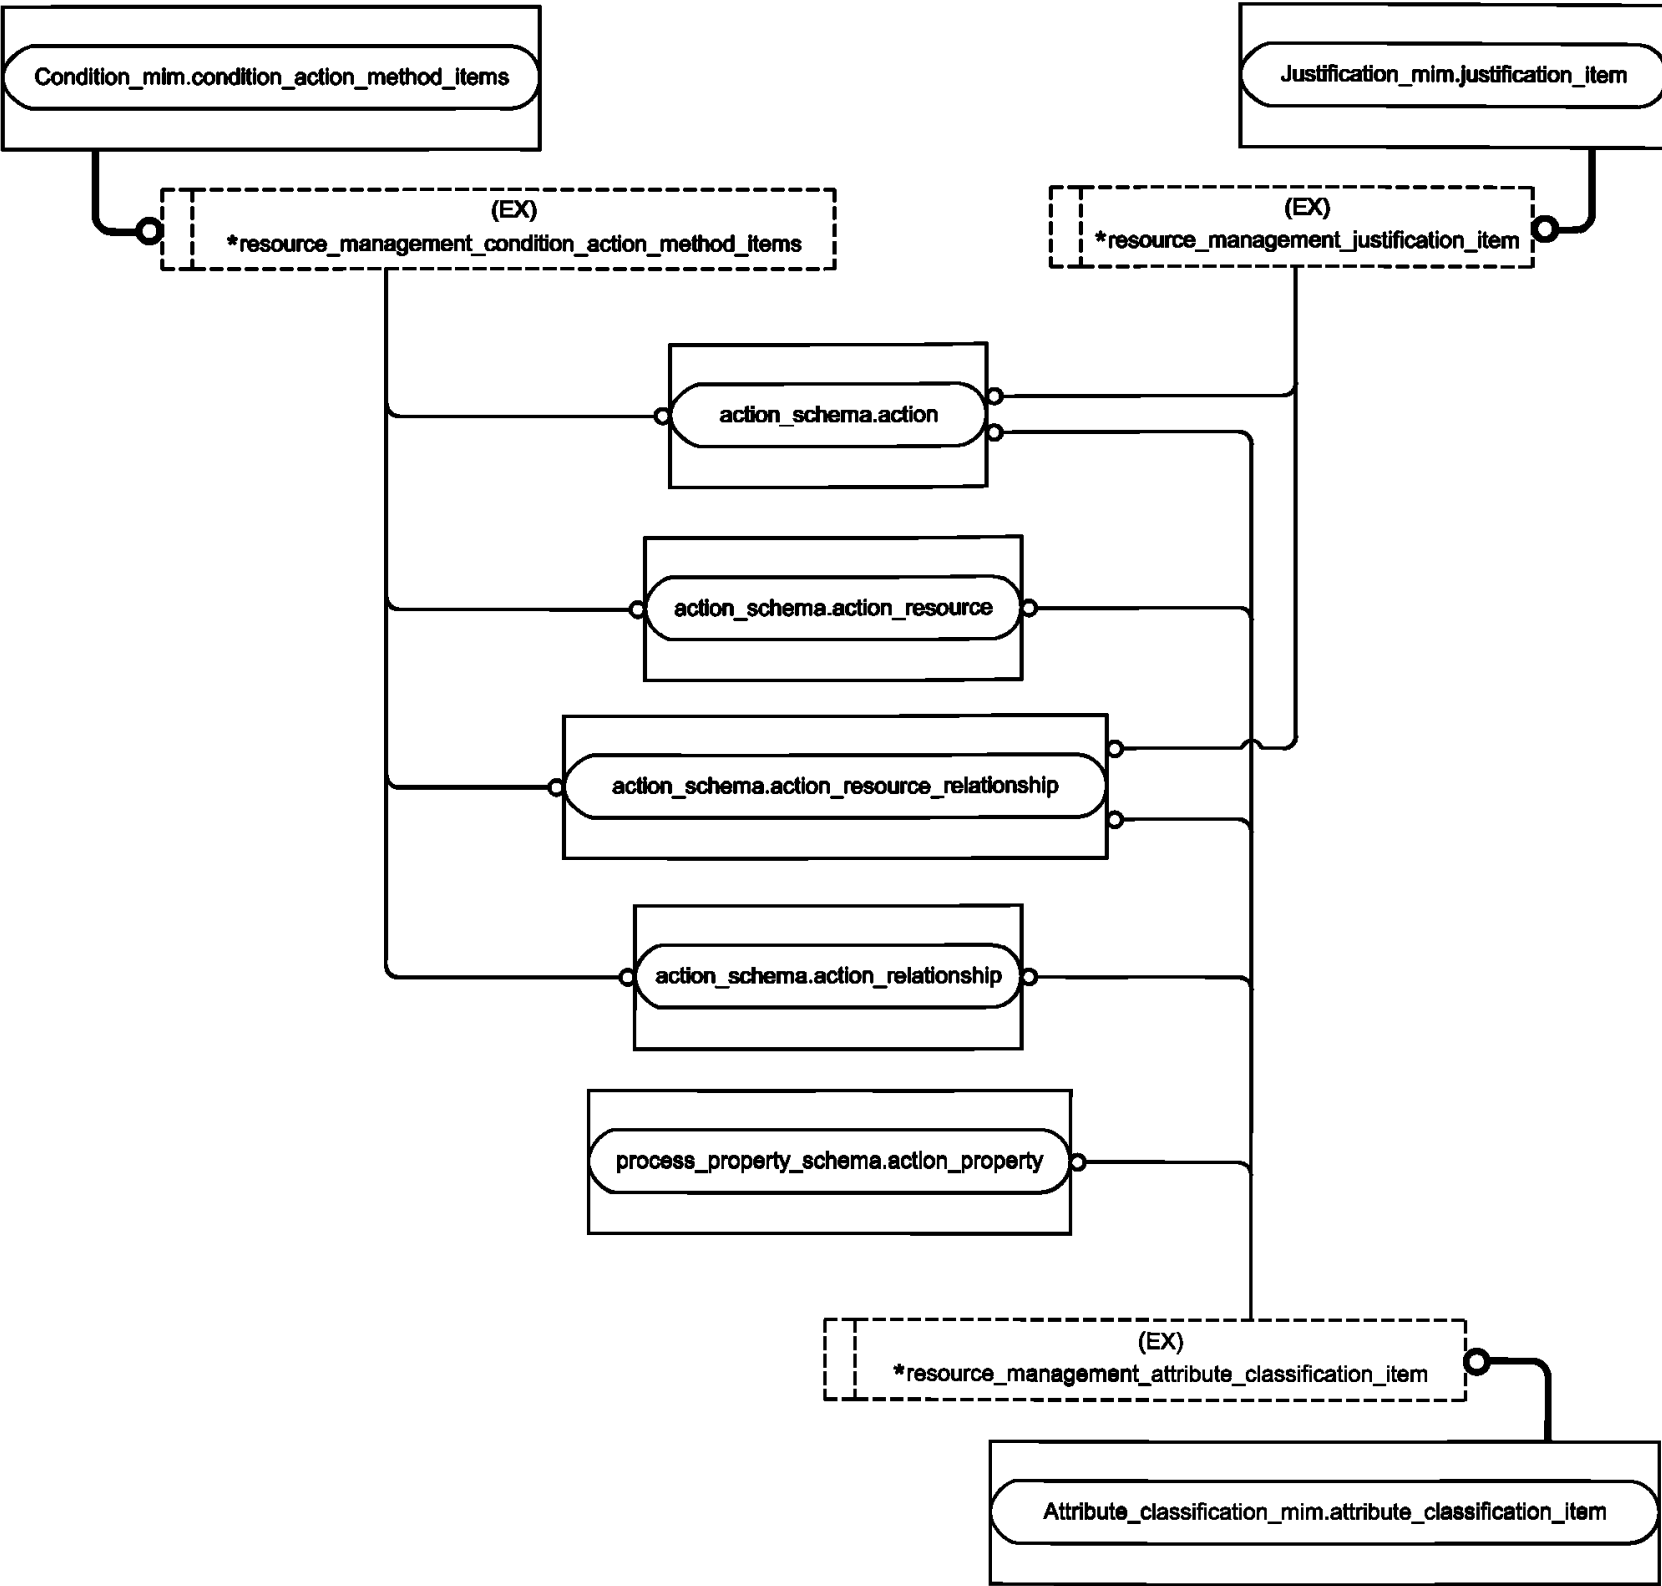 Condition_mim.condition_action_method_items
Justification_mim.justification_item
(EX)
*resource_management_condition_action_method_items
(EX)
*resource_management_justification_item
action_schema.action
action_schema.action_resource
action_schema.action_resource_relationship
action_schema.action_relationship
process_property_schema.action_property
(EX)
*resource_management_attribute_classification_item
Attribute_classification_mim.attribute_classification_item